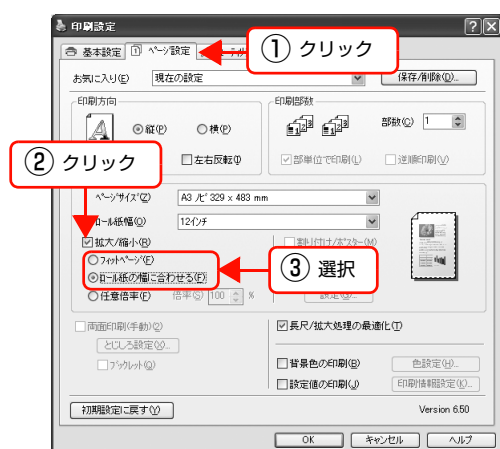 印刷設定
基本設定 ページ設定
① クリック
お気に入り(E) 現在の設定 保存/削除(O)...
印刷方向 印刷部数
縦(P) 横(R) 部数(C) 1
② クリック
左右反転(I) 部単位で印刷(L) 逆順印刷(V)
ページサイズ(Z) A3 ノビ 329 x 483 mm
ロール紙幅(O) 12インチ
拡大/縮小(B) 割り付け/ポスター(M)
フィットページ(Y)
ロール紙の幅に合わせる(F)
③ 選択
任意倍率(E) 倍率(S) 100 % 設定(G)...
両面印刷(手動)(2) 長尺/拡大処理の最適化(T)
とじしろ設定(X)...
ブックレット(Q)
背景色の印刷(B) 色設定(H)...
設定値の印刷(J) 印刷情報設定(K)...
初期設定に戻す(Y) Version 6.50
OK キャンセル ヘルプ